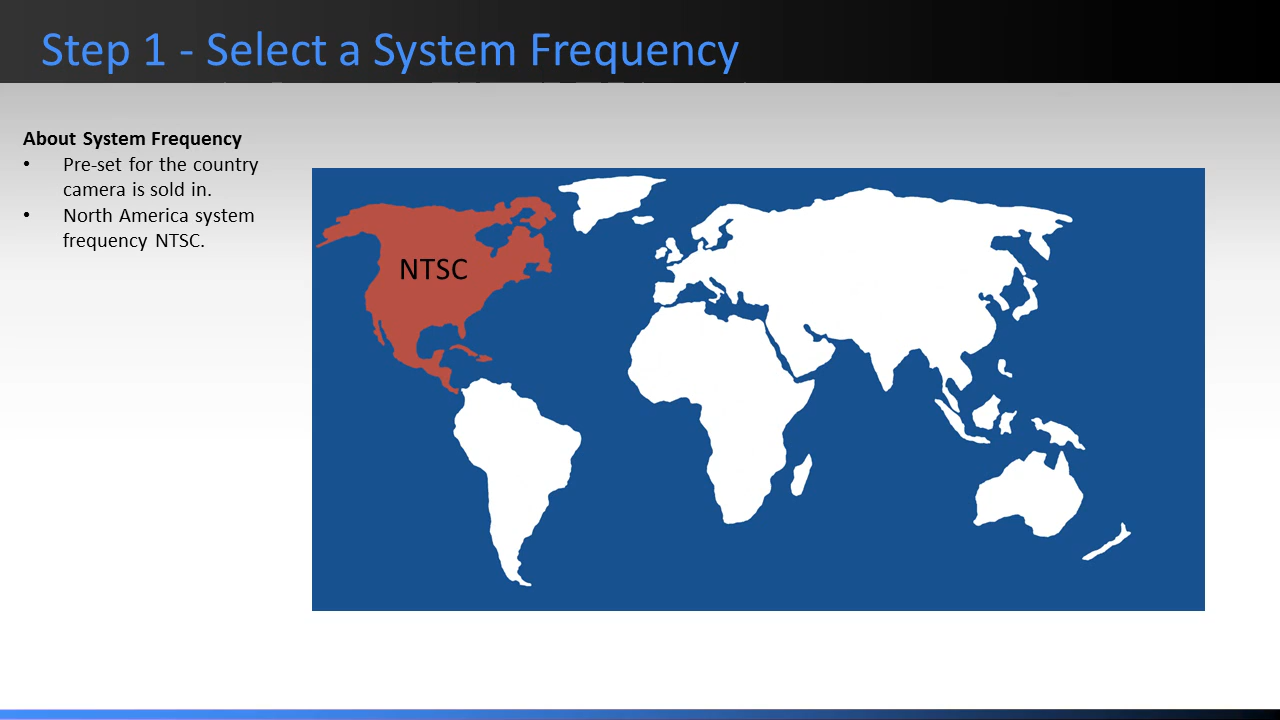 Step 1 - Select a System Frequency
About System Frequency
• Pre-set for the country
camera is sold in.
• North America system
frequency NTSC.
NTSC